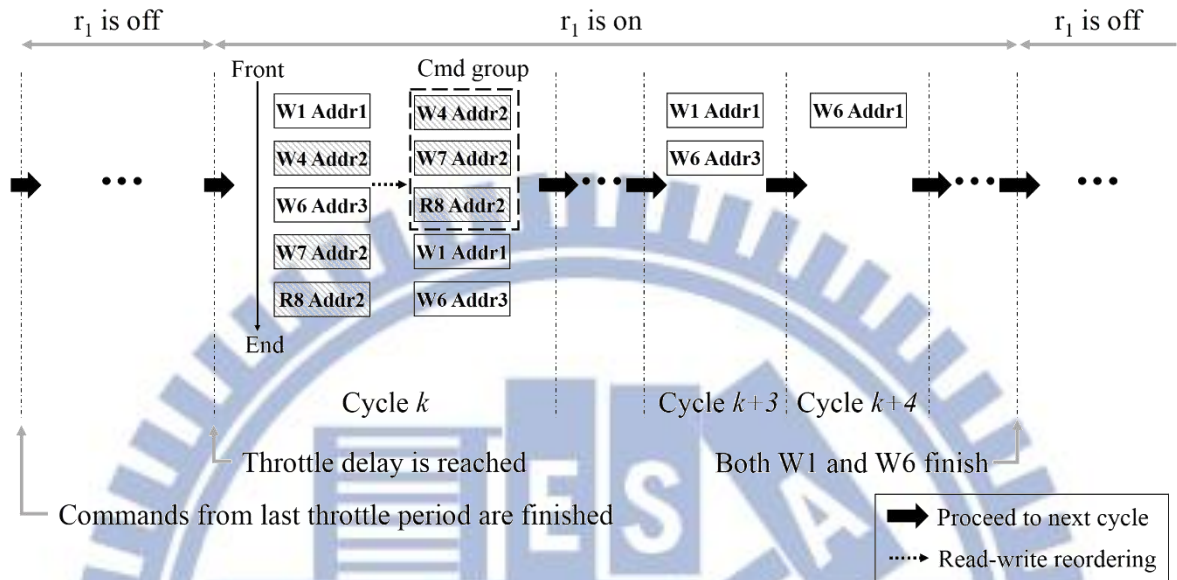 r1 is off
r1 is on
r1 is off
Front
Cmd group
W1 Addr1
W4 Addr2
W6 Addr3
W7 Addr2
R8 Addr2
End
W4 Addr2
W7 Addr2
R8 Addr2
W1 Addr1
W6 Addr3
W1 Addr1
W6 Addr3
W6 Addr1
Cycle k
Cycle k+3
Cycle k+4
Throttle delay is reached
Both W1 and W6 finish
Commands from last throttle period are finished
Proceed to next cycle
Read-write reordering
ES
A